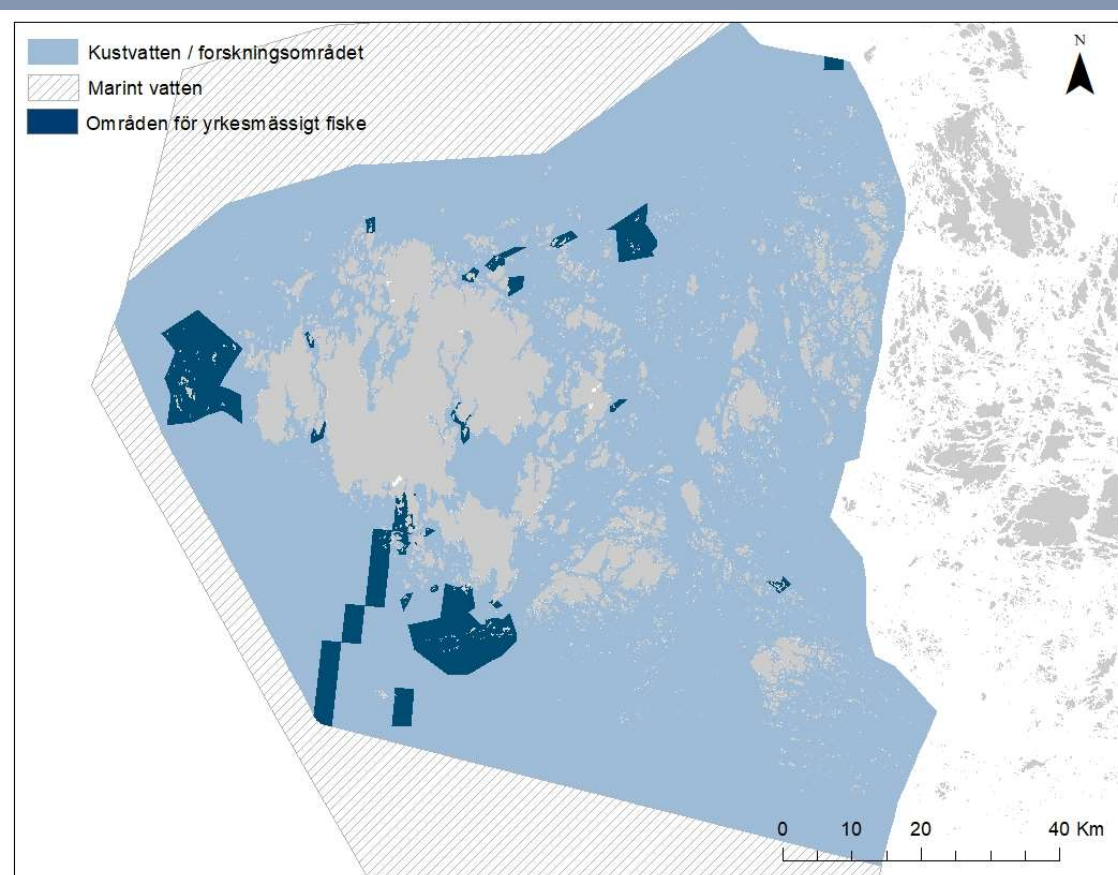 Kustvatten / forskningsområdet
Marint vatten
Områden för yrkesmässigt fiske
N
0 10 20 40 Km